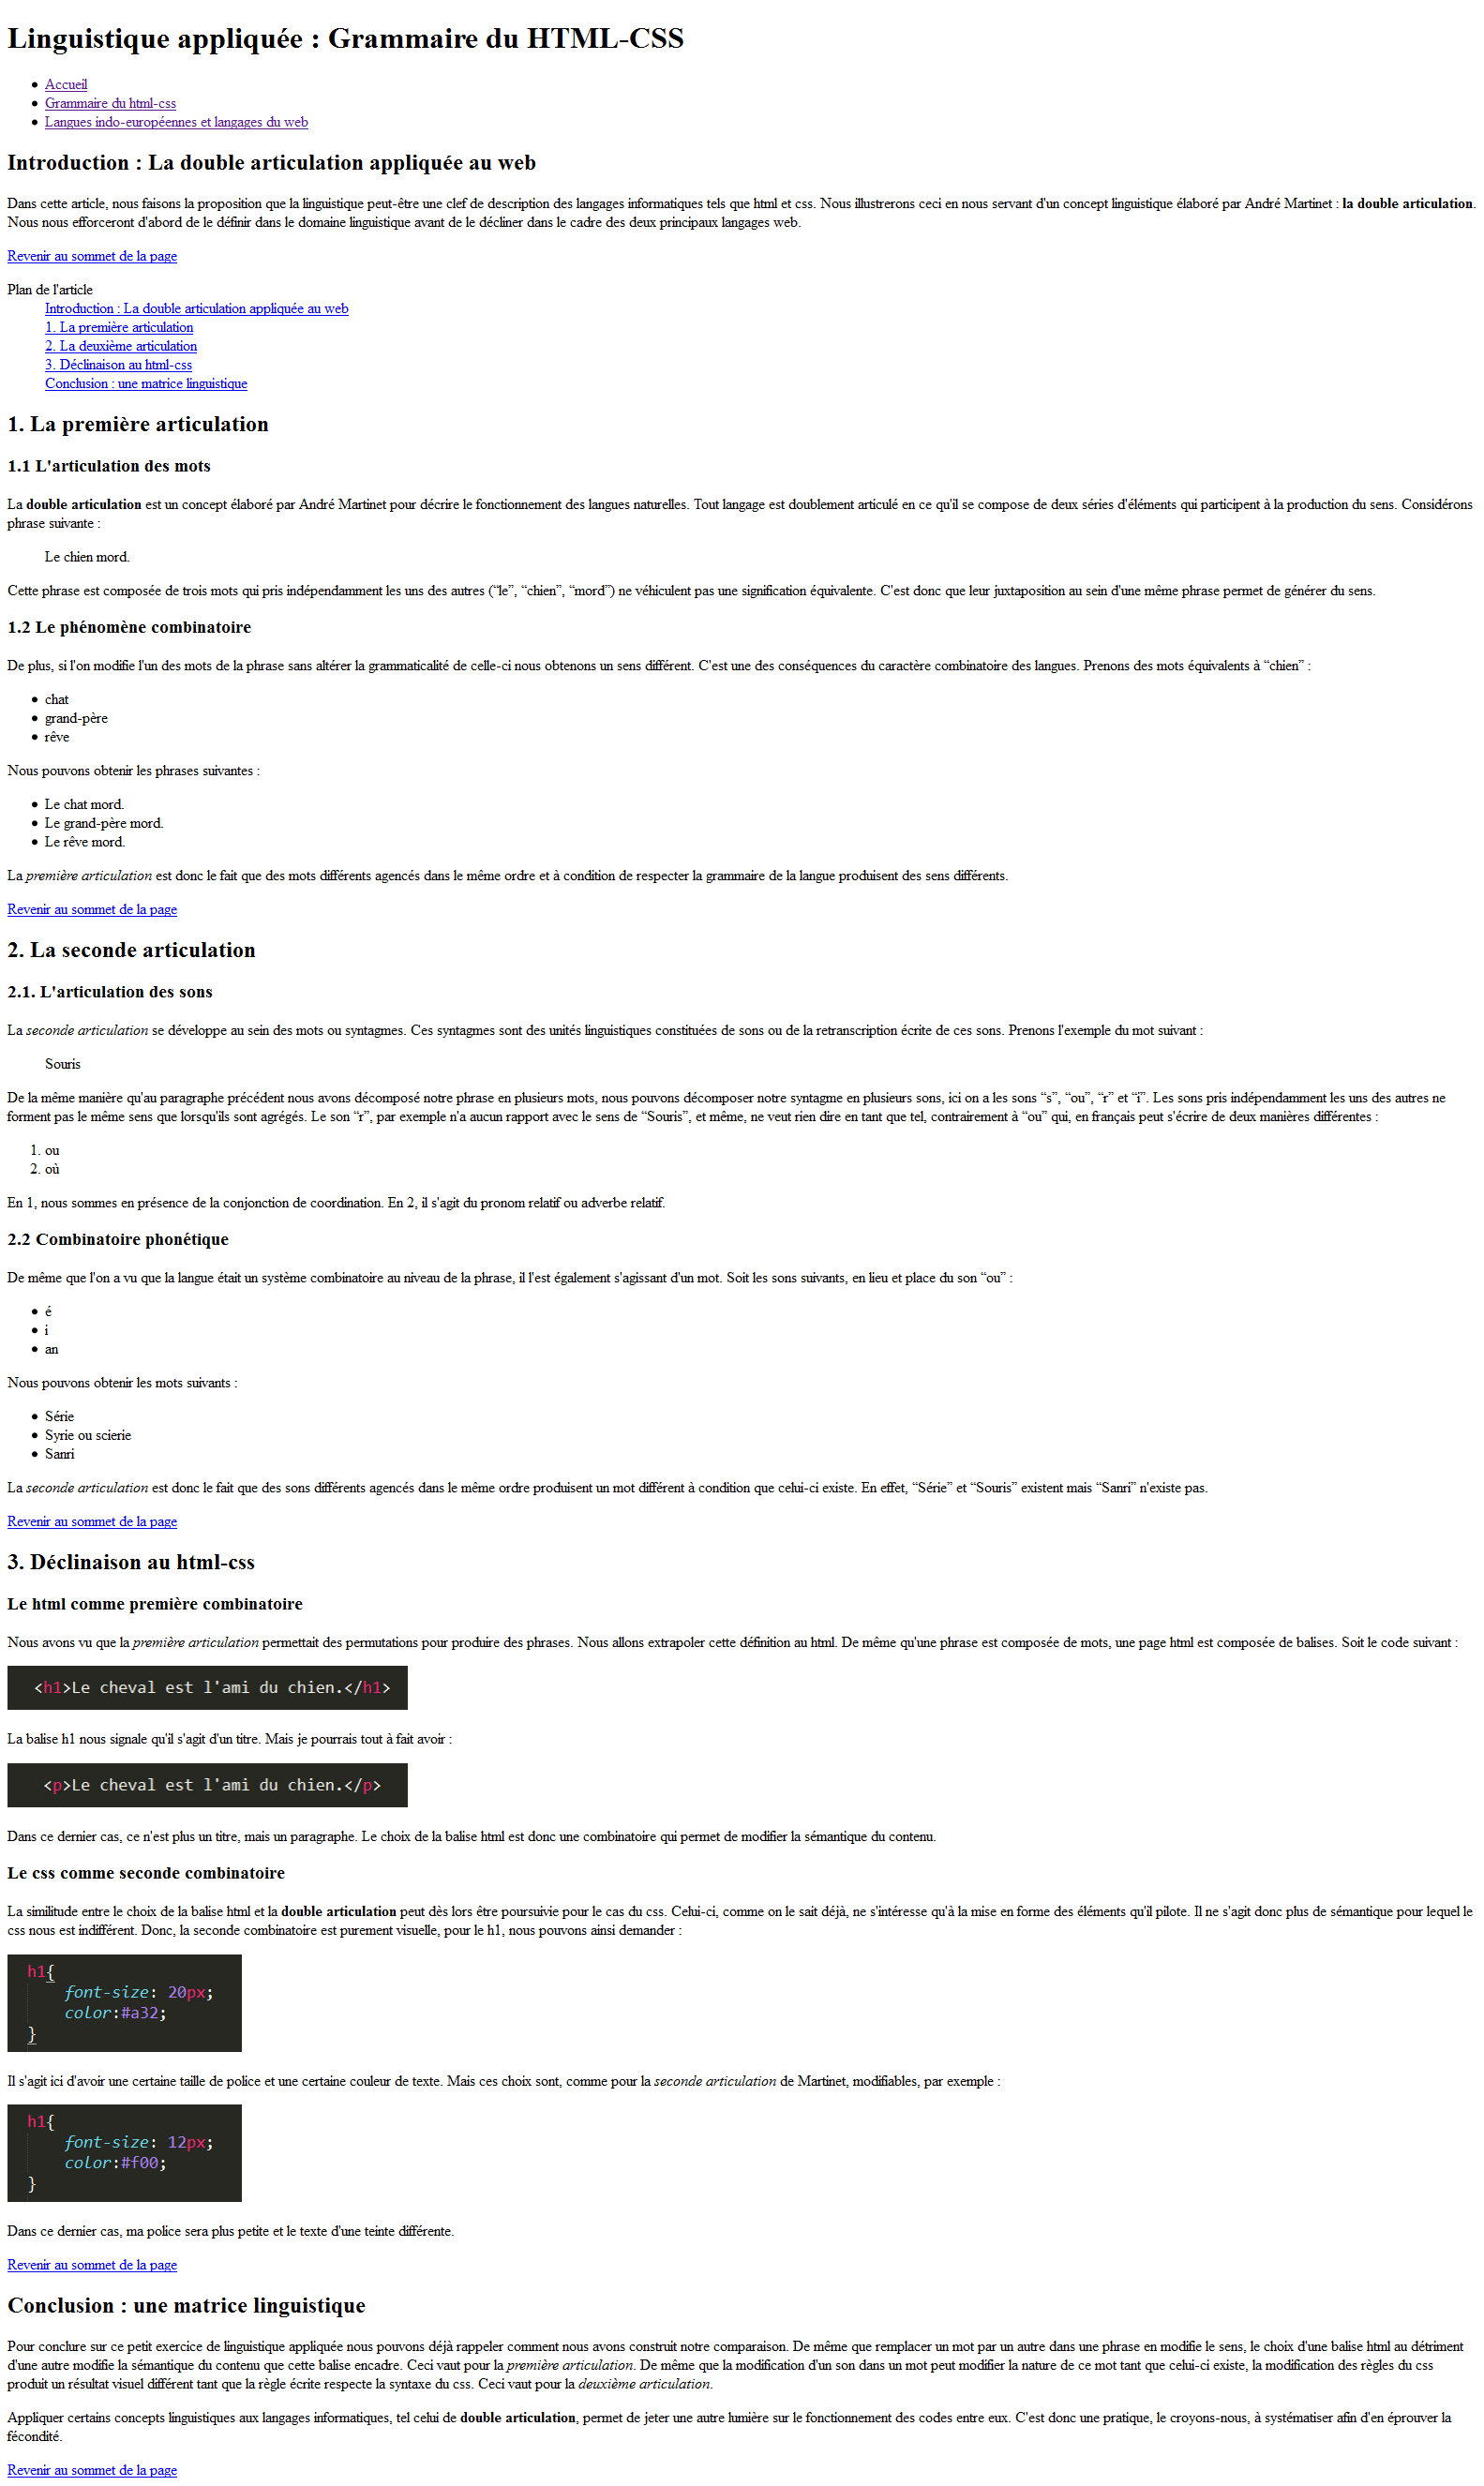 Linguistique appliquée : Grammaire du HTML-CSS
Accueil
Grammaire du html-css
Langues indo-européennes et langages du web
Introduction : La double articulation appliquée au web
Dans cette article, nous faisons la proposition que la linguistique peut-être une clef de description des langages informatiques tels que html et css. Nous illustrerons ceci en nous servant d'un concept linguistique élaboré par André Martinet : la double articulation.
Nous nous efforceront d'abord de le définir dans le domaine linguistique avant de le décliner dans le cadre des deux principaux langages web.
Revenir au sommet de la page
Plan de l'article
Introduction : La double articulation appliquée au web
1. La première articulation
2. La deuxième articulation
3. Déclinaison au html-css
Conclusion : une matrice linguistique
1. La première articulation
1.1 L'articulation des mots
La double articulation est un concept élaboré par André Martinet pour décrire le fonctionnement des langues naturelles. Tout langage est doublement articulé en ce qu'il se compose de deux séries d'éléments qui participent à la production du sens. Considérons
phrase suivante :
Le chien mord.
Cette phrase est composée de trois mots qui pris indépendamment les uns des autres (“le”, “chien”, “mord”) ne véhiculent pas une signification équivalente. C'est donc que leur juxtaposition au sein d'une même phrase permet de générer du sens.
1.2 Le phénomène combinatoire
De plus, si l'on modifie l'un des mots de la phrase sans altérer la grammaticalité de celle-ci nous obtenons un sens différent. C'est une des conséquences du caractère combinatoire des langues. Prenons des mots équivalents à “chien” :
chat
grand-père
rêve
Nous pouvons obtenir les phrases suivantes :
Le chat mord.
Le grand-père mord.
Le rêve mord.
La première articulation est donc le fait que des mots différents agencés dans le même ordre et à condition de respecter la grammaire de la langue produisent des sens différents.
Revenir au sommet de la page
2. La seconde articulation
2.1. L'articulation des sons
La seconde articulation se développe au sein des mots ou syntagmes. Ces syntagmes sont des unités linguistiques constituées de sons ou de la retranscription écrite de ces sons. Prenons l'exemple du mot suivant :
Souris
De la même manière qu'au paragraphe précédent nous avons décomposé notre phrase en plusieurs mots, nous pouvons décomposer notre syntagme en plusieurs sons, ici on a les sons “s”, “ou”, “r” et “i”. Les sons pris indépendamment les uns des autres ne
forment pas le même sens que lorsqu'ils sont agrégés. Le son “r”, par exemple n'a aucun rapport avec le sens de “Souris”, et même, ne veut rien dire en tant que tel, contrairement à “ou” qui, en français peut s'écrire de deux manières différentes :
1. ou
2. où
En 1, nous sommes en présence de la conjonction de coordination. En 2, il s'agit du pronom relatif ou adverbe relatif.
2.2 Combinatoire phonétique
De même que l'on a vu que la langue était un système combinatoire au niveau de la phrase, il l'est également s'agissant d'un mot. Soit les sons suivants, en lieu et place du son “ou” :
é
i
an
Nous pouvons obtenir les mots suivants :
Série
Syrie ou scierie
Sanri
La seconde articulation est donc le fait que des sons différents agencés dans le même ordre produisent un mot différent à condition que celui-ci existe. En effet, “Série” et “Souris” existent mais “Sanri” n'existe pas.
Revenir au sommet de la page
3. Déclinaison au html-css
Le html comme première combinatoire
Nous avons vu que la première articulation permettait des permutations pour produire des phrases. Nous allons extrapoler cette définition au html. De même qu'une phrase est composée de mots, une page html est composée de balises. Soit le code suivant :
<h1>Le cheval est l'ami du chien.</h1>
La balise h1 nous signale qu'il s'agit d'un titre. Mais je pourrais tout à fait avoir :
<p>Le cheval est l'ami du chien.</p>
Dans ce dernier cas, ce n'est plus un titre, mais un paragraphe. Le choix de la balise html est donc une combinatoire qui permet de modifier la sémantique du contenu.
Le css comme seconde combinatoire
La similitude entre le choix de la balise html et la double articulation peut dès lors être poursuivie pour le cas du css. Celui-ci, comme on le sait déjà, ne s'intéresse qu'à la mise en forme des éléments qu'il pilote. Il ne s'agit donc plus de sémantique pour lequel le
css nous est indifférent. Donc, la seconde combinatoire est purement visuelle, pour le h1, nous pouvons ainsi demander :
h1{
font-size: 20px;
color:#a32;
}
Il s'agit ici d'avoir une certaine taille de police et une certaine couleur de texte. Mais ces choix sont, comme pour la seconde articulation de Martinet, modifiables, par exemple :
h1{
font-size: 12px;
color:#f00;
}
Dans ce dernier cas, ma police sera plus petite et le texte d'une teinte différente.
Revenir au sommet de la page
Conclusion : une matrice linguistique
Pour conclure sur ce petit exercice de linguistique appliquée nous pouvons déjà rappeler comment nous avons construit notre comparaison. De même que remplacer un mot par un autre dans une phrase en modifie le sens, le choix d'une balise html au détriment
d'une autre modifie la sémantique du contenu que cette balise encadre. Ceci vaut pour la première articulation. De même que la modification d'un son dans un mot peut modifier la nature de ce mot tant que celui-ci existe, la modification des règles du css
produit un résultat visuel différent tant que la règle écrite respecte la syntaxe du css. Ceci vaut pour la deuxième articulation.
Appliquer certains concepts linguistiques aux langages informatiques, tel celui de double articulation, permet de jeter une autre lumière sur le fonctionnement des codes entre eux. C'est donc une pratique, le croyons-nous, à systématiser afin d'en éprouver la
fécondité.
Revenir au sommet de la page